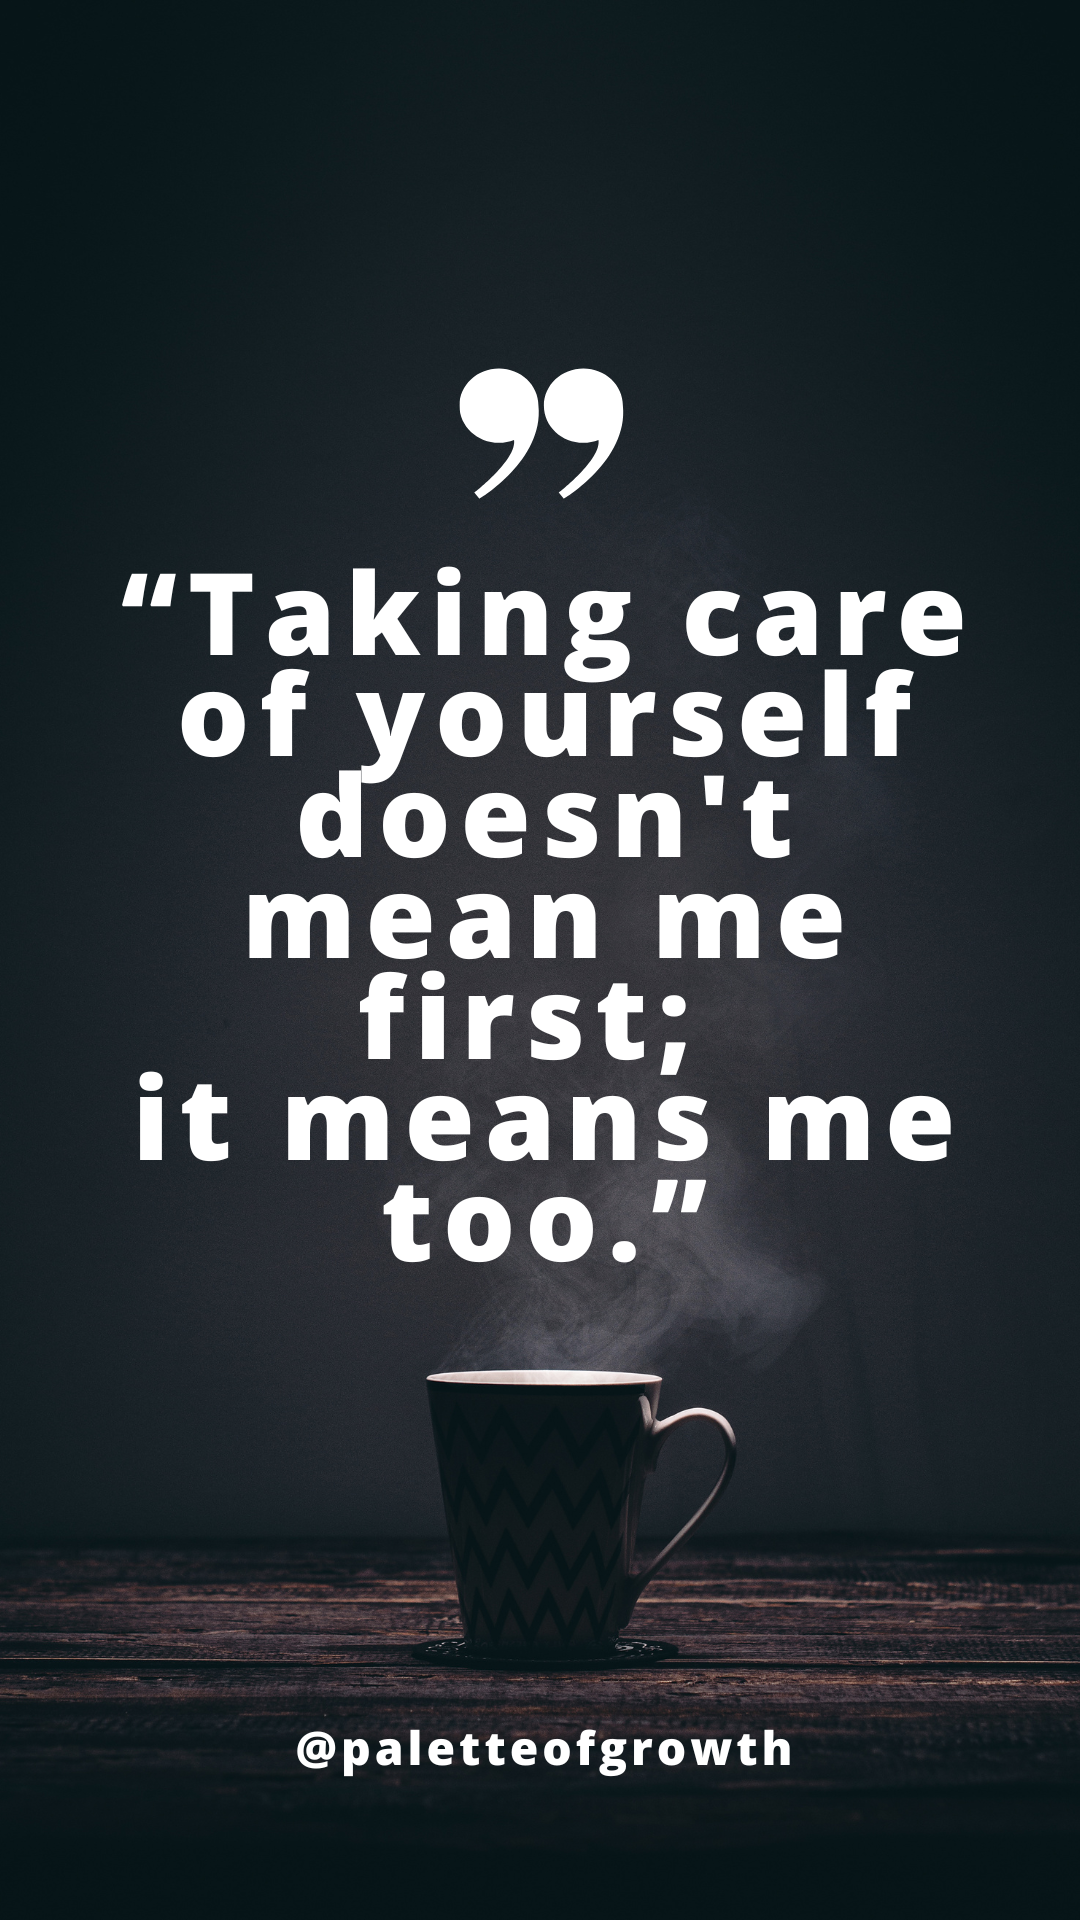 ”
“Taking care
of yourself
doesn't
mean me
first;
it means me
too.”
@paletteofgrowth